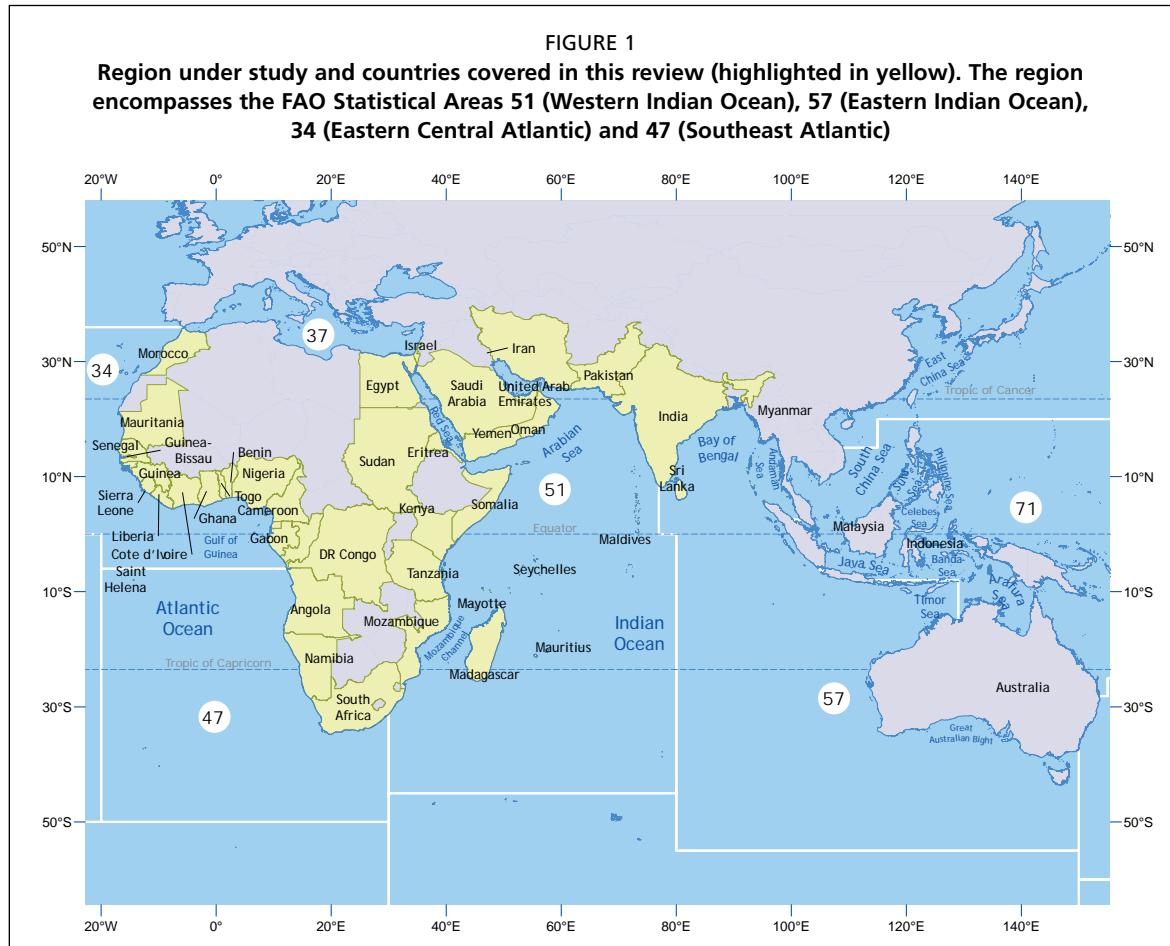 FIGURE 1
Region under study and countries covered in this review (highlighted in yellow). The region
encompasses the FAO Statistical Areas 51 (Western Indian Ocean), 57 (Eastern Indian Ocean),
34 (Eastern Central Atlantic) and 47 (Southeast Atlantic)
20°W 0° 20°E 40°E 60°E 80°E 100°E 120°E 140°E
50°N 50°N
37
Israel
Iran
30°N 30°N
Morocco
34
East
China Sea
Egypt
Saudi
Arabia
United Arab
Emirates
Pakistan
Tropic of Cancer
India
Myanmar
Mauritania
Red Sea
Oman
Yemen
Arabian
Sea
Bay of
Bengal
Andaman
Sea
South
China Sea
Philippine Sea
Sulu
Sea
Senegal
Guinea-
Bissau
Benin
Sudan
Eritrea
10°N 10°N
Guinea
Nigeria
Sri
Lanka
Sierra
Leone
Togo
Cameroon
Ghana
Kenya
Somalia
51
71
Celebes
Sea
Malaysia
Liberia
Gulf of
Guinea
Gabon
Equator
Maldives
Indonesia
Cote d'Ivoire
DR Congo
Banda
Sea
Java Sea
Saint
Helena
Tanzania
Seychelles
Arafura
Sea
10°S 10°S
Timor
Sea
Atlantic
Ocean
Angola
Mayotte
Mozambique
Mozambique
Channel
Indian
Ocean
Mauritius
Namibia
Tropic of Capricorn
Madagascar
Australia
South
Africa
30°S 30°S
47
57
Great
Australian Bight
50°S 50°S
20°W 0° 20°E 40°E 60°E 80°E 100°E 120°E 140°E